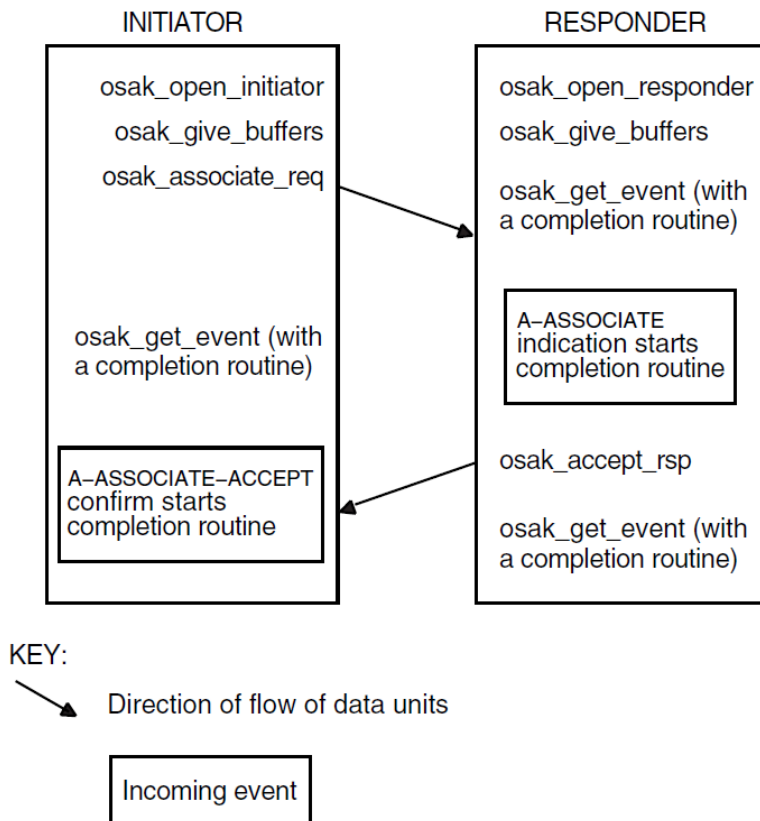 INITIATOR
osak_open_initiator
osak_give_buffers
osak_associate_req
osak_get_event (with
a completion routine)
A–ASSOCIATE–ACCEPT
confirm starts
completion routine
RESPONDER
osak_open_responder
osak_give_buffers
osak_get_event (with
a completion routine)
A–ASSOCIATE
indication starts
completion routine
osak_accept_rsp
osak_get_event (with
a completion routine)
KEY:
Direction of flow of data units
Incoming event